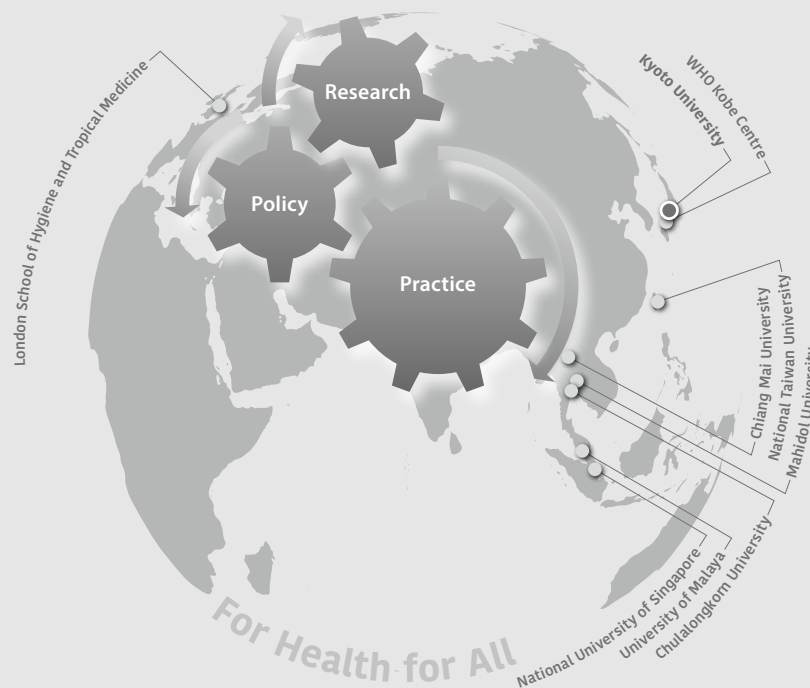 Research
Policy
Practice
London School of Hygiene and Tropical Medicine
WHO Kobe Centre
Kyoto University
Chiang Mai University
National Taiwan University
Mahidol University
National University of Singapore
University of Malaya
Chulalongkorn University
For Health for All